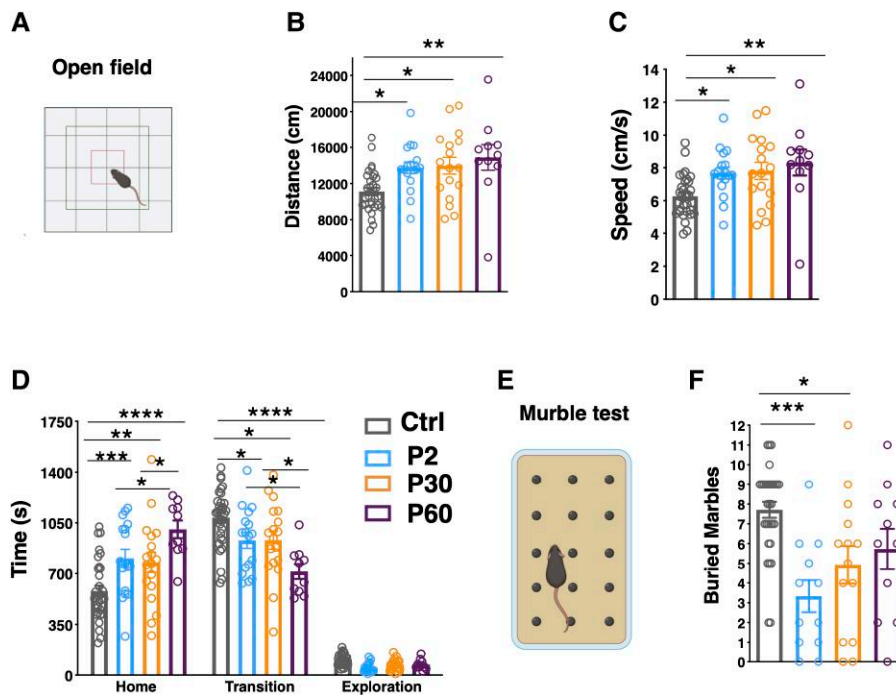 A
Open field
B
**
*
*
24000
20000
16000
12000
8000
4000
0
Distance (cm)
C
**
*
*
14
12
10
8
6
4
2
0
Speed (cm/s)
D
****
**
***
*
*
****
*
*
*
*
1750
1400
1050
700
350
0
Time (s)
Home
Transition
Exploration
Ctrl
P2
P30
P60
E
Murble test
F
*
***
12
11
10
9
8
7
6
5
4
3
2
1
0
Buried Marbles